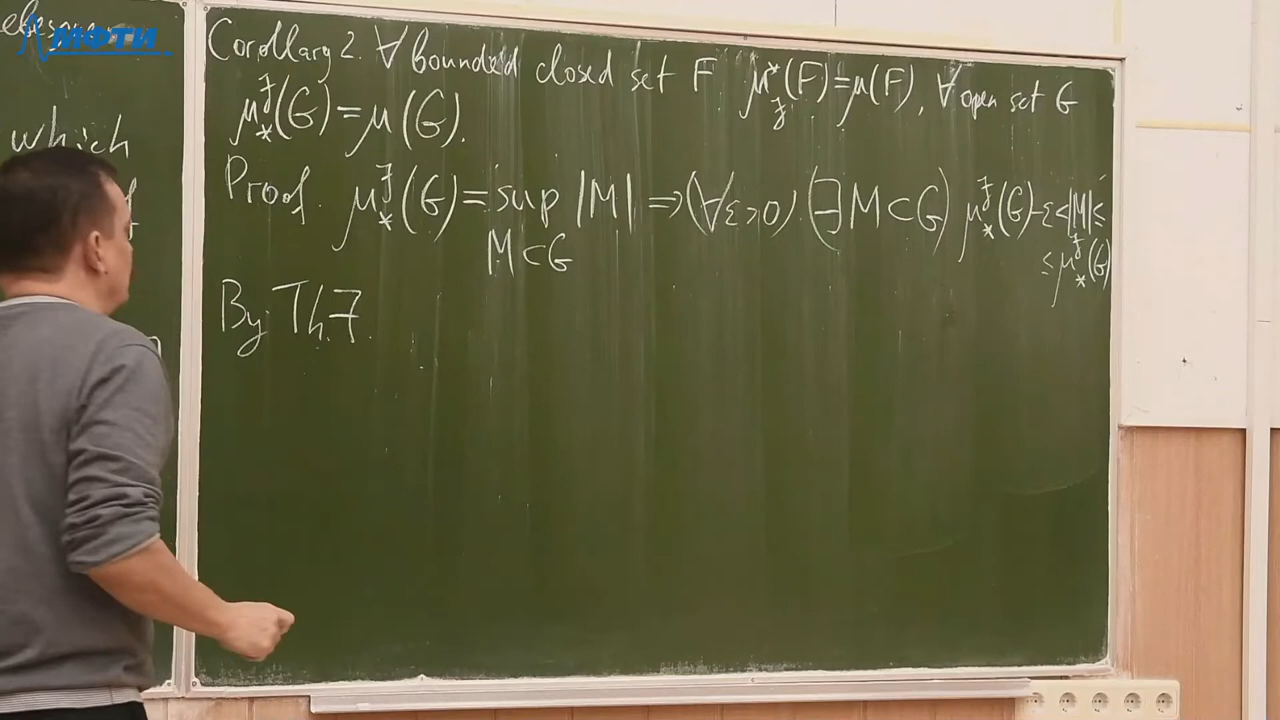 МФТИ
which
Corollary 2. ∀ bounded closed set F μ*_J(F)=μ(F), ∀ open set G
μ_*^J(G)=μ(G).
Proof. μ_*^J(G)=sup |M| ⇒ (∀ε>0) (∃M⊂G) μ_*^J(G)-ε<|M|≤
M⊂G ≤μ_*^J(G)
By Th.7.